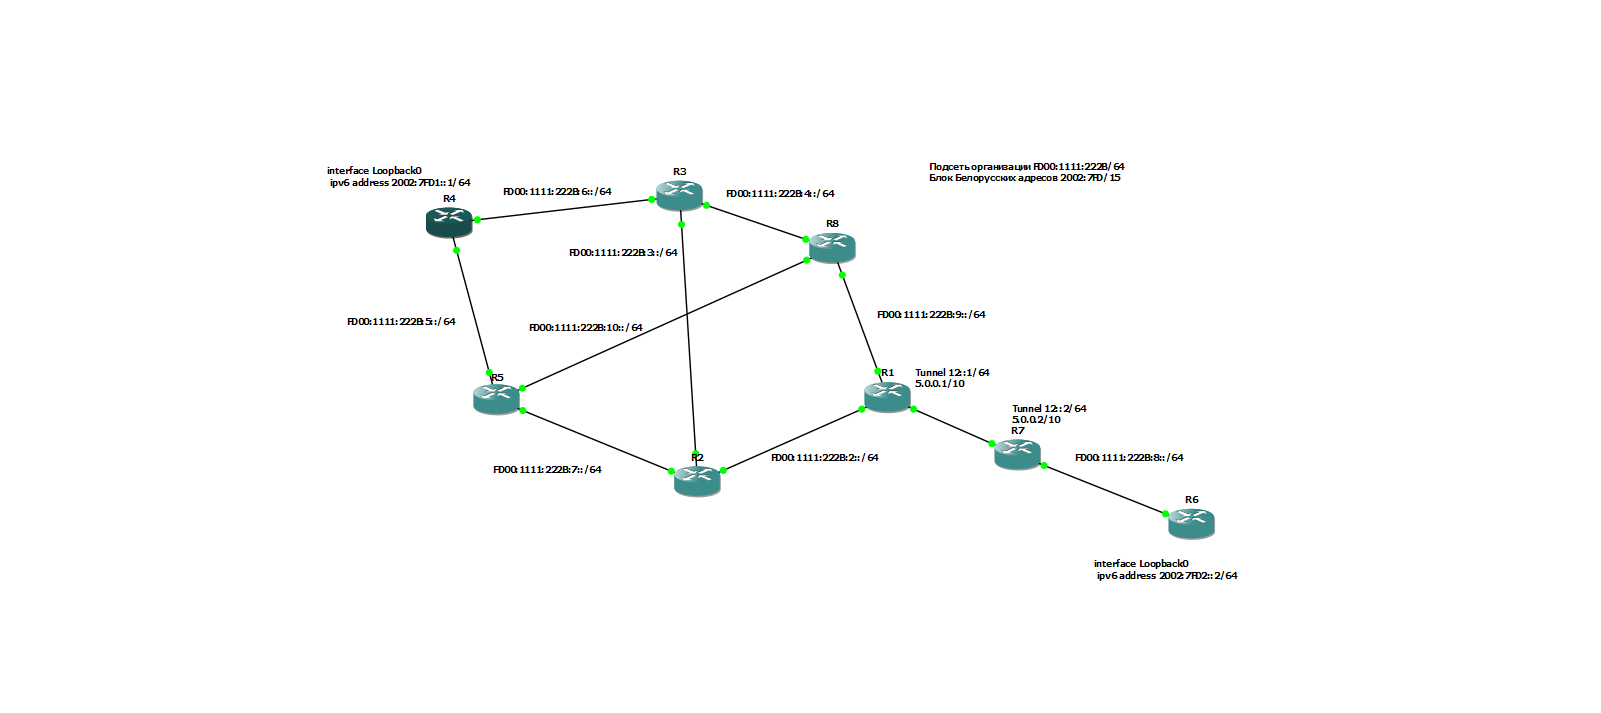 interface Loopback0
ipv6 address 2002:7FD1::1/64
R4
FD00:1111:222B:6::/64
R3
FD00:1111:222B:4::/64
Подсеть организации FD00:1111:222B/64
Блок Белорусских адресов 2002:7FD/15
R8
FD00:1111:222B:3::/64
FD00:1111:222B:5::/64
FD00:1111:222B:10::/64
FD00:1111:222B:9::/64
R5
R1
Tunnel 12::1/64
5.0.0.1/10
Tunnel 12::2/64
5.0.0.2/10
R7
FD00:1111:222B:7::/64
R2
FD00:1111:222B:2::/64
FD00:1111:222B:8::/64
R6
interface Loopback0
ipv6 address 2002:7FD2::2/64